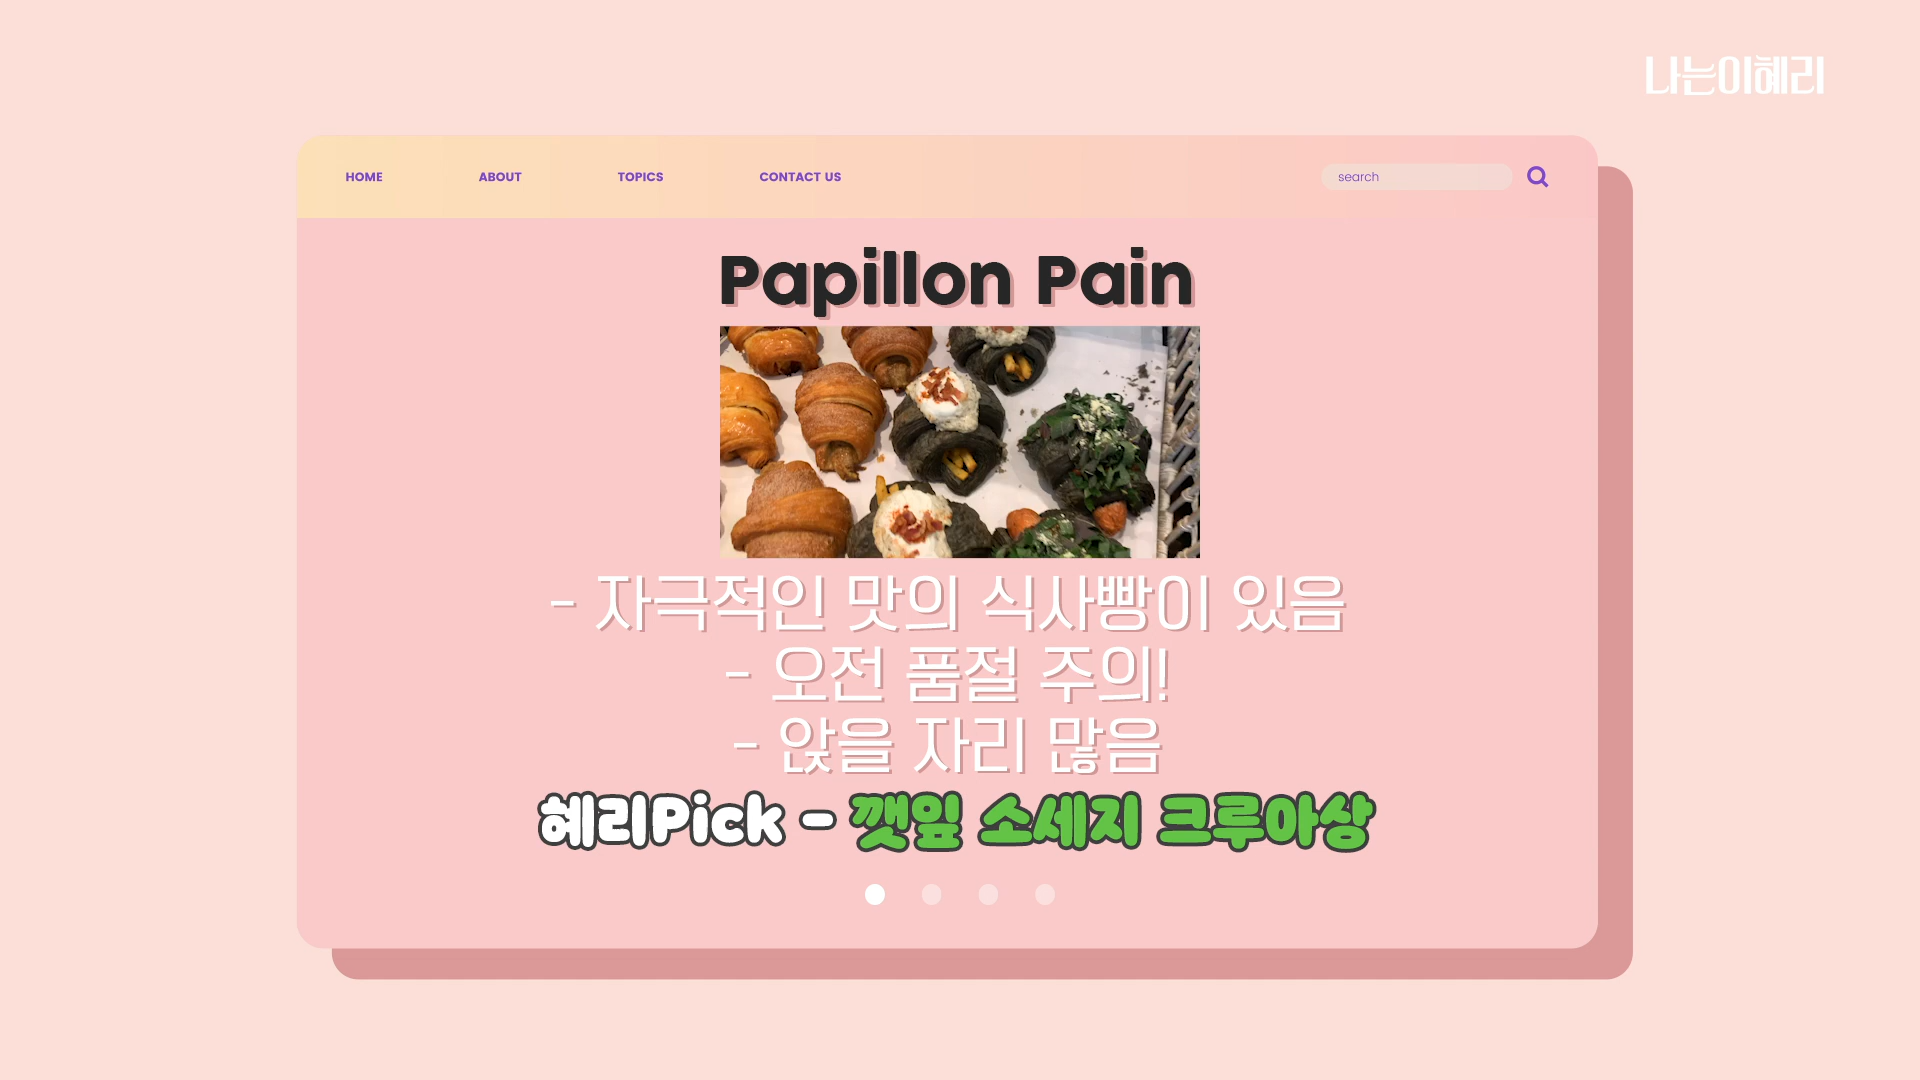 나는이혜리
HOME ABOUT TOPICS CONTACT US search
Papillon Pain
- 자극적인 맛의 식사빵이 있음
- 오전 품절 주의!
- 앉을 자리 많음
혜리Pick - 깻잎 소세지 크루아상